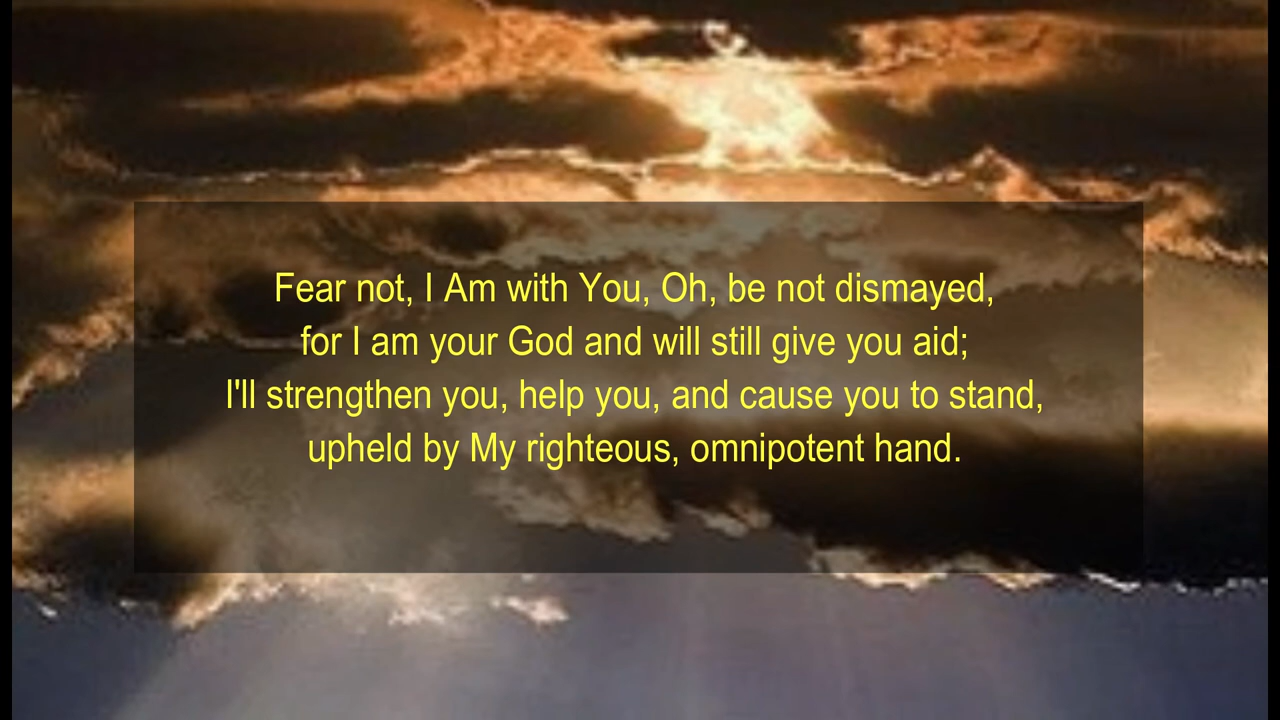 Fear not, I Am with You, Oh, be not dismayed,
for I am your God and will still give you aid;
I'll strengthen you, help you, and cause you to stand,
upheld by My righteous, omnipotent hand.